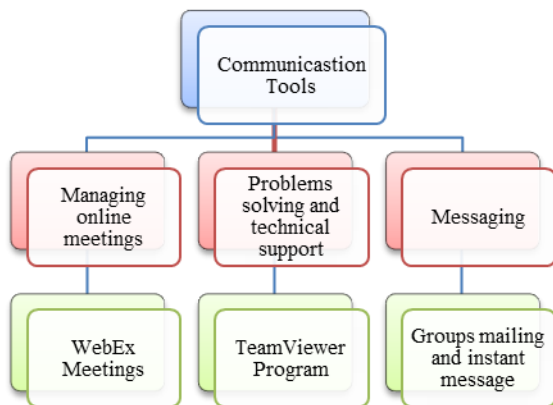 Communicastion
Tools
Managing
online
meetings
Problems
solving and
technical
support
Messaging
WebEx
Meetings
TeamViewer
Program
Groups mailing
and instant
message